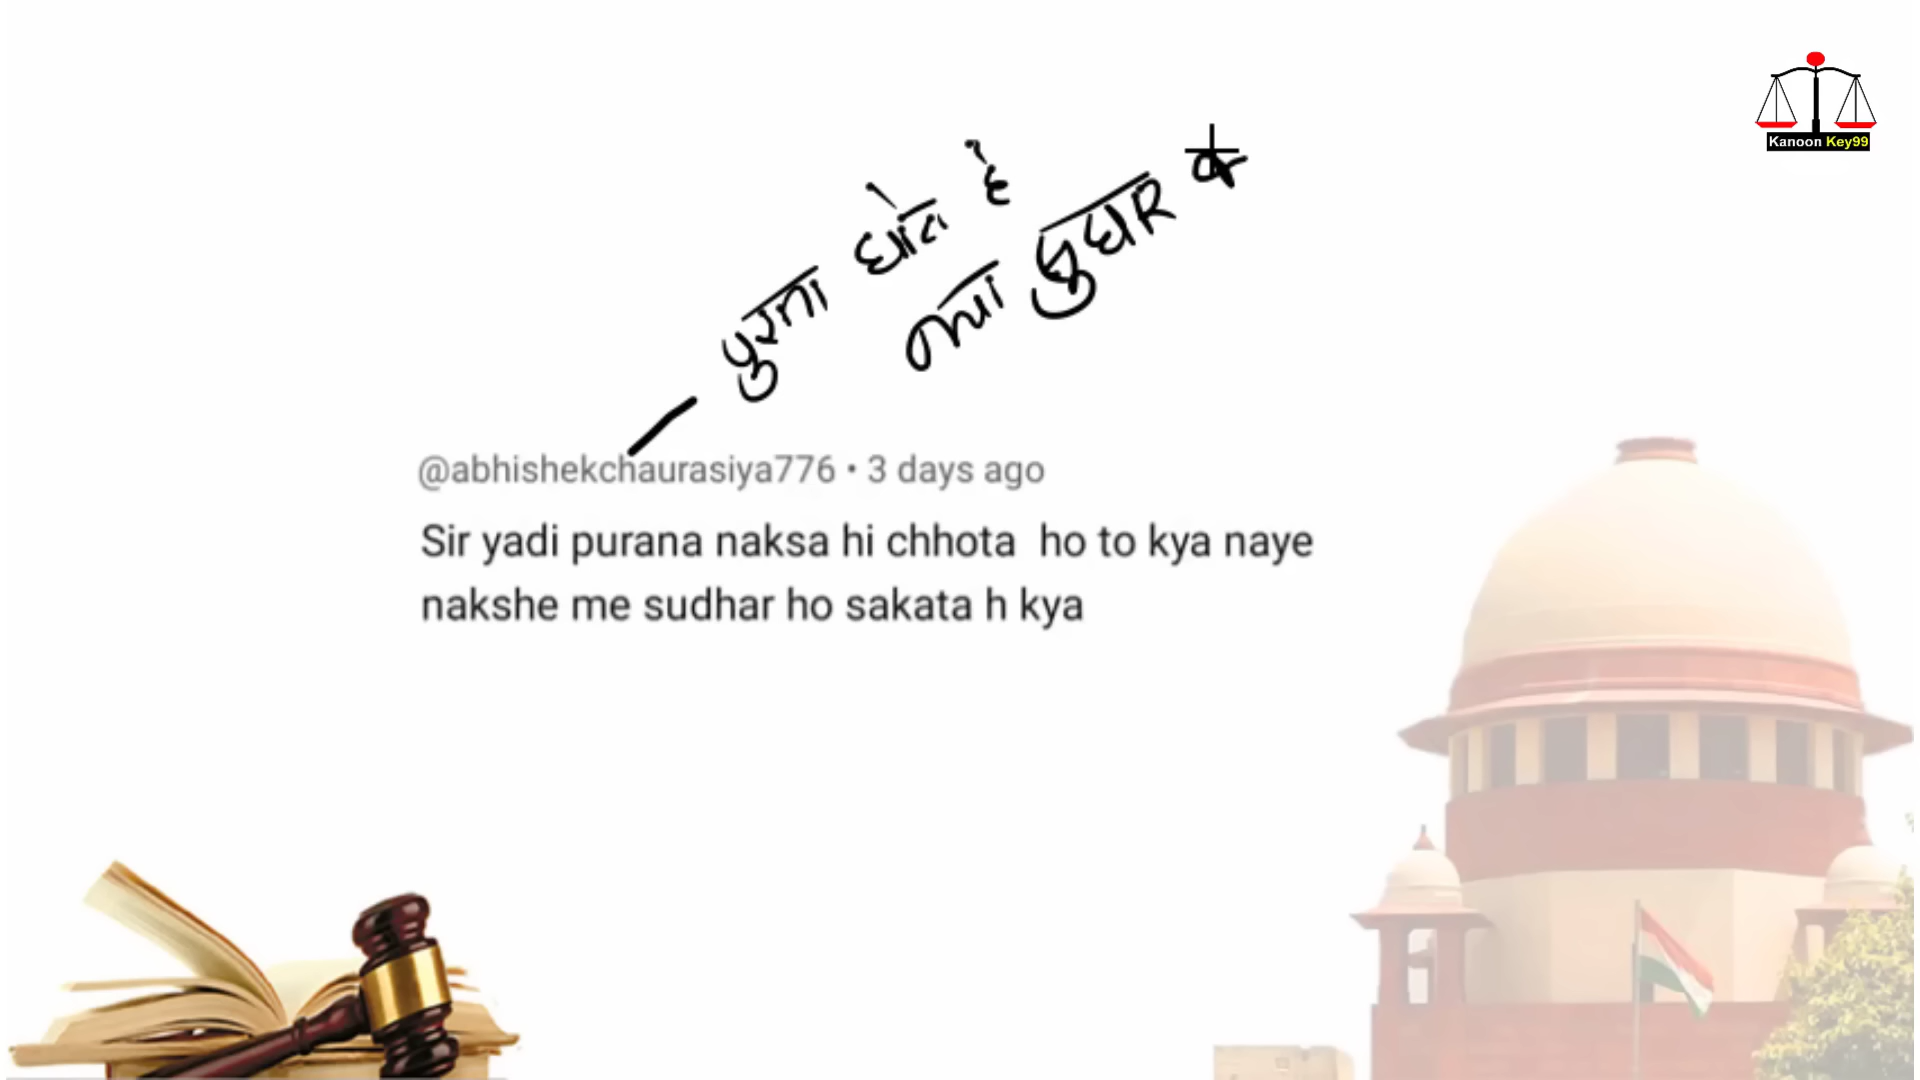 Kanoon Key99
पुराना छोटा है
क्या सुधार के
@abhishekchaurasiya776 • 3 days ago
Sir yadi purana naksa hi chhota ho to kya naye
nakshe me sudhar ho sakata h kya